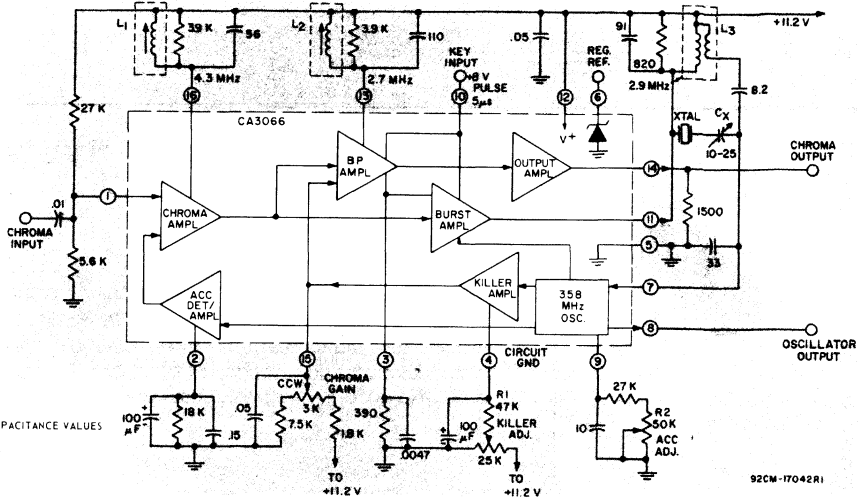 L1
3.9 K
56
L2
3.9 K
110
KEY
INPUT
+8 V
PULSE
5μs
.05
REG.
REF.
91
820
L3
+11.2 V
4.3 MHz
2.7 MHz
2.9 MHz
8.2
16
13
10
12
6
27 K
CA3066
V+
XTAL
CX
10-25
CHROMA
OUTPUT
BP
AMPL
OUTPUT
AMPL
14
1
.01
CHROMA
INPUT
CHROMA
AMPL
BURST
AMPL
11
1500
5
33
5.6 K
ACC
DET/
AMPL
KILLER
AMPL
358
MHz
OSC.
7
8
OSCILLATOR
OUTPUT
2
15
3
4
CIRCUIT
GND
9
PACITANCE VALUES
100
μF
+
-
18 K
.15
.05
CCW
CHROMA
GAIN
3K
7.5K
1.8 K
TO
+11.2 V
390
.0047
100
μF
+
-
R1
47K
KILLER
ADJ.
25K
TO
+11.2 V
27K
10
R2
50K
ACC
ADJ.
92CM-17042R1